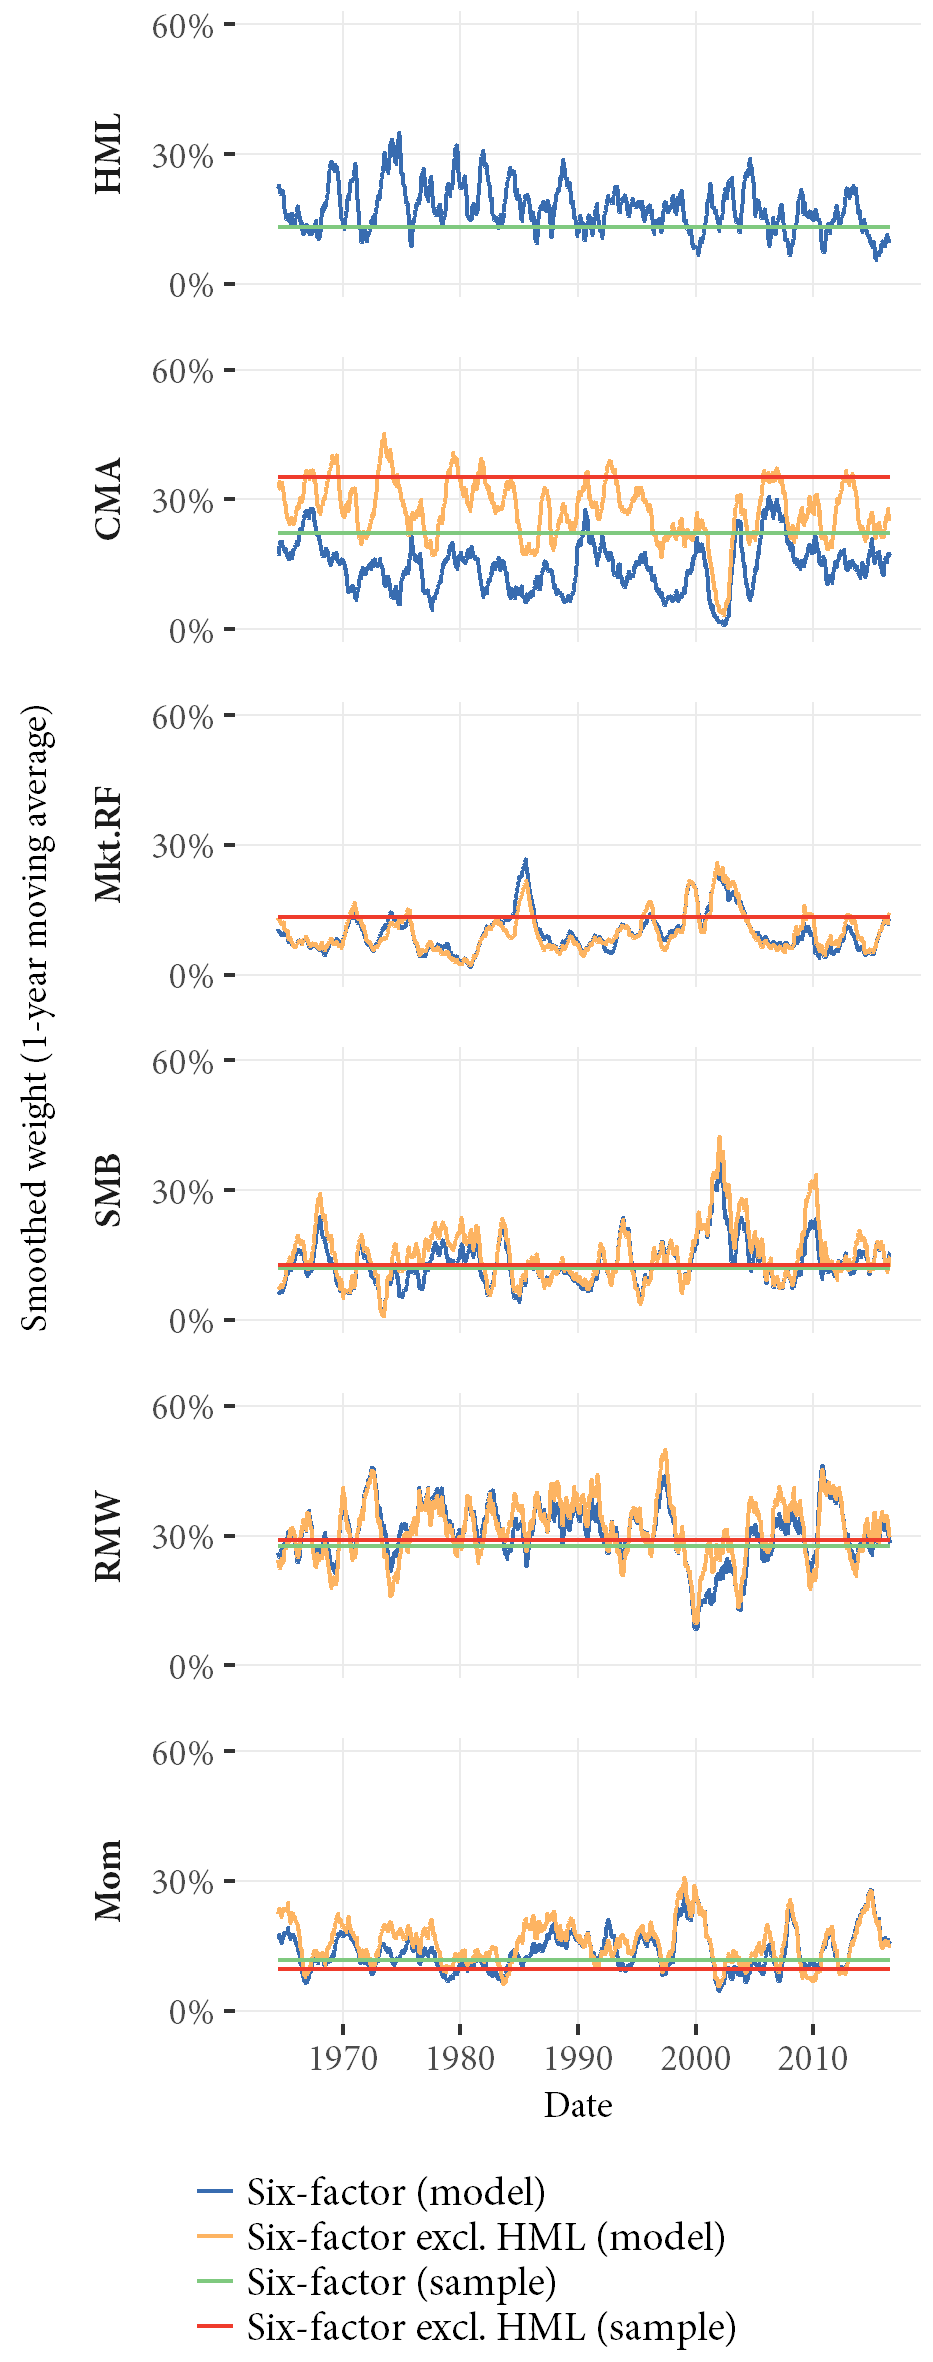 Smoothed weight (1-year moving average)
HML
60%
30%
0%
CMA
60%
30%
0%
Mkt.RF
60%
30%
0%
SMB
60%
30%
0%
RMW
60%
30%
0%
Mom
60%
30%
0%
1970 1980 1990 2000 2010
Date
Six-factor (model)
Six-factor excl. HML (model)
Six-factor (sample)
Six-factor excl. HML (sample)